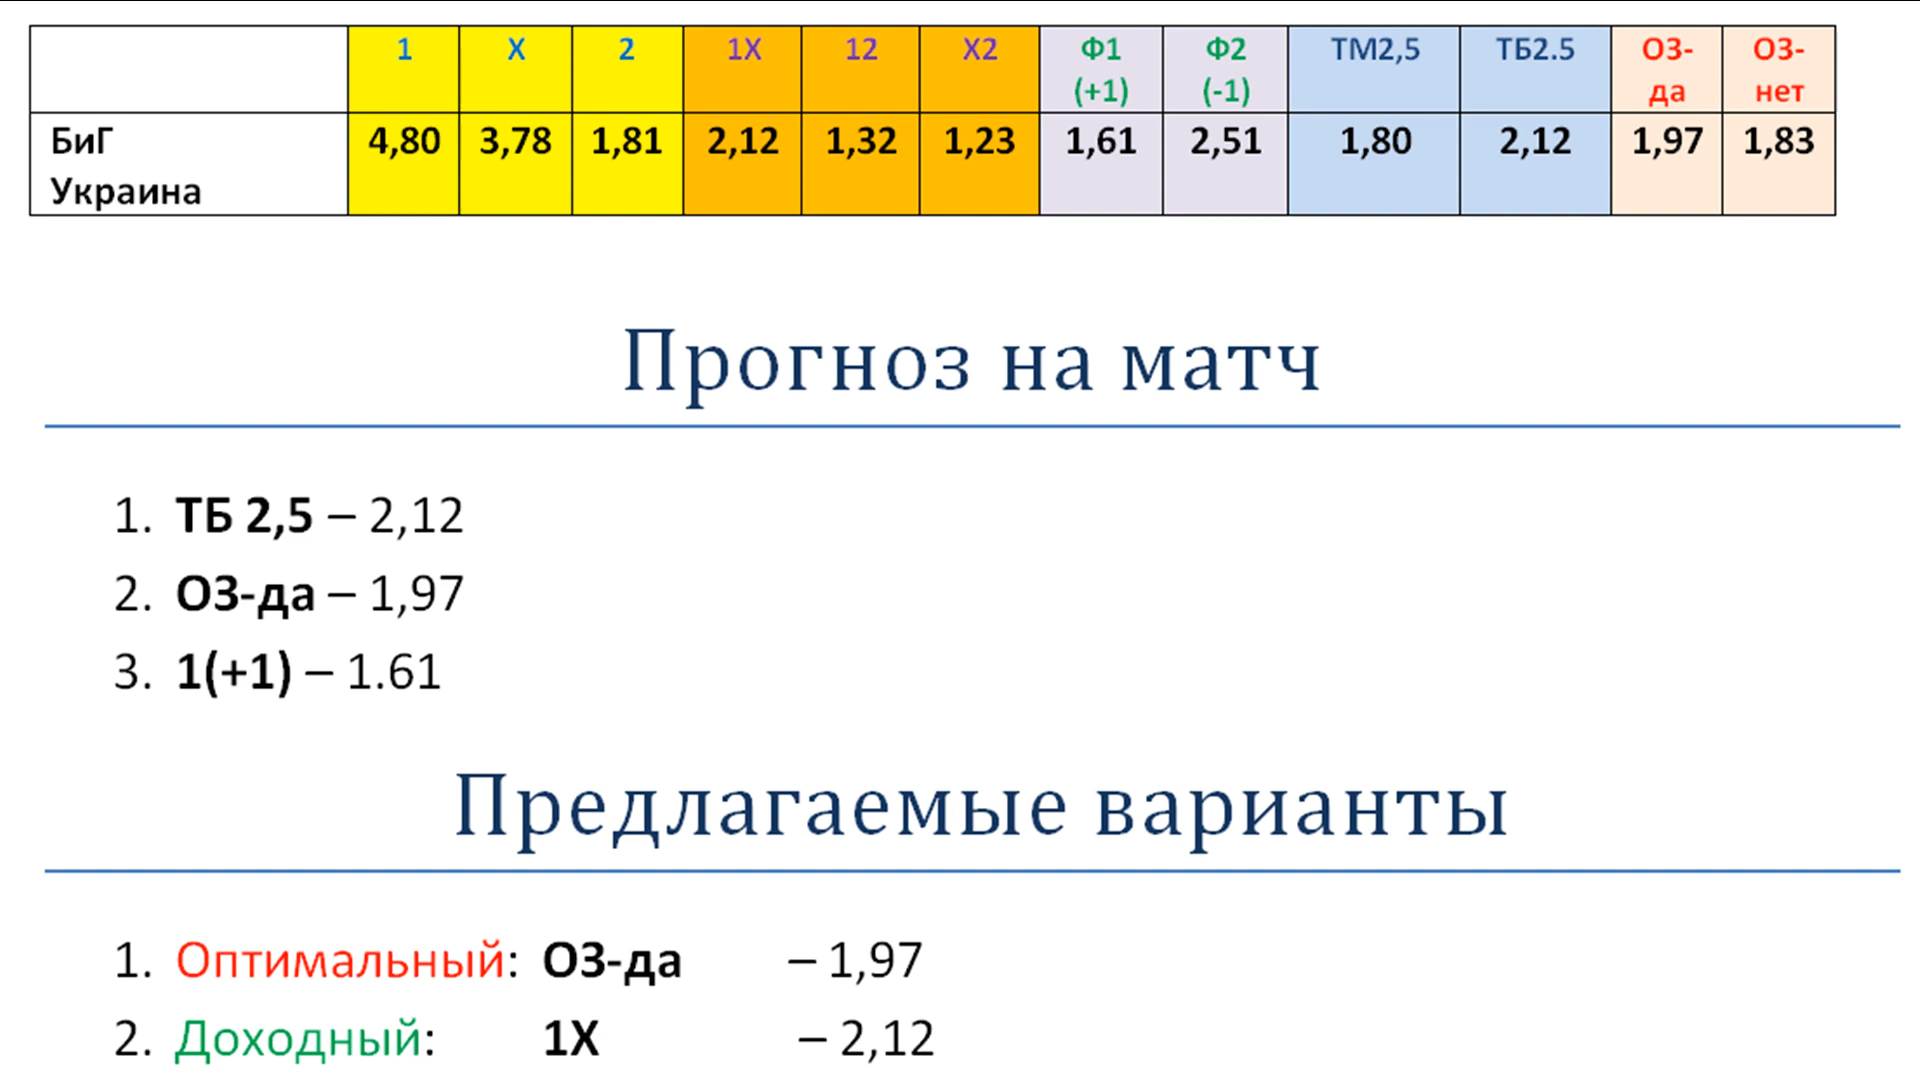 1 X 2 1X 12 X2 Ф1 Ф2 ТМ2,5 ТБ2.5 ОЗ- ОЗ-
(+1) (-1) да нет
БиГ 4,80 3,78 1,81 2,12 1,32 1,23 1,61 2,51 1,80 2,12 1,97 1,83
Украина
Прогноз на матч
1. ТБ 2,5 – 2,12
2. ОЗ-да – 1,97
3. 1(+1) – 1.61
Предлагаемые варианты
1. Оптимальный: ОЗ-да – 1,97
2. Доходный: 1X – 2,12